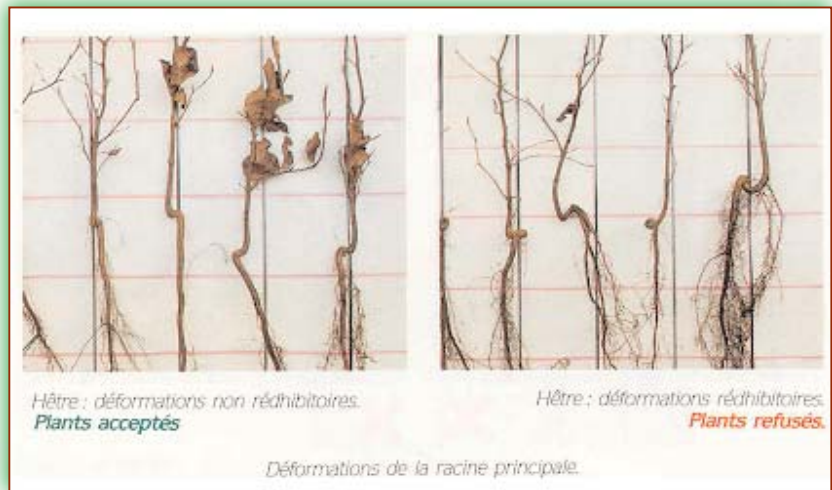 Hêtre : déformations non rédhibitoires.
Plants acceptés
Hêtre : déformations rédhibitoires.
Plants refusés.
Déformations de la racine principale.